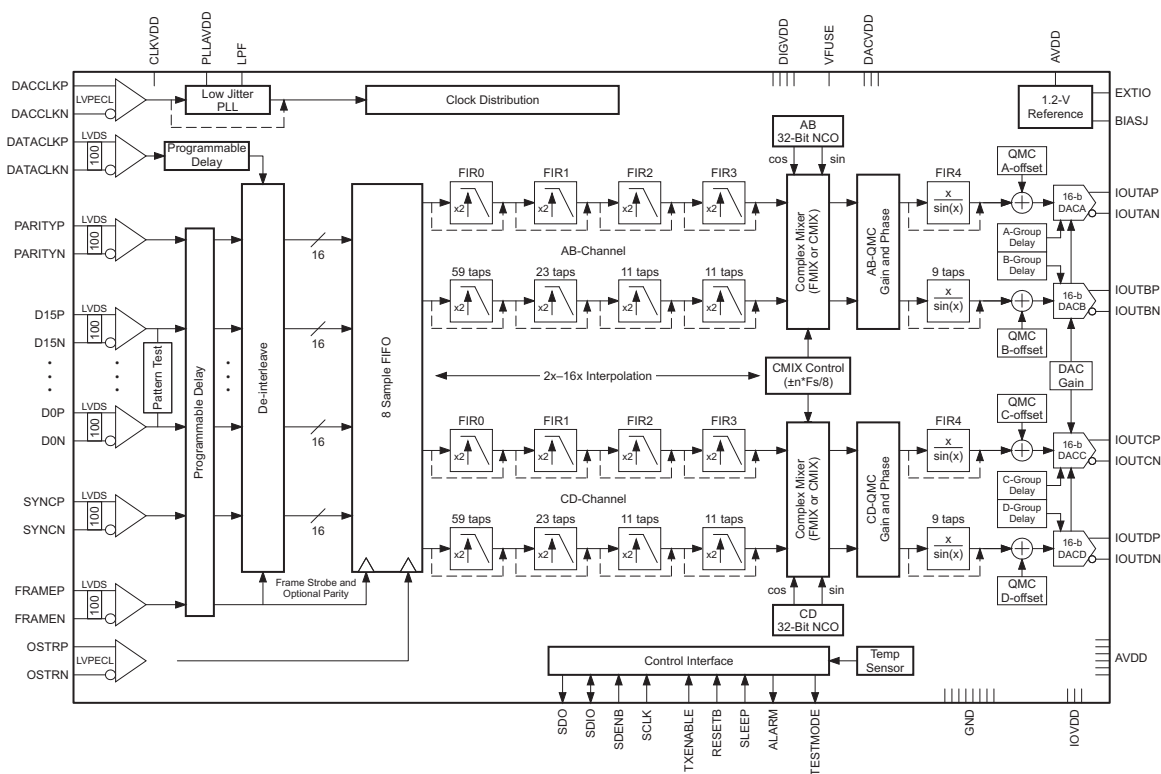 CLKVDD
PLLAVDD
LPF
DIGVDD
VFUSE
DACVDD
AVDD
DACCLKP
LVPECL
DACCLKN
Low Jitter
PLL
Clock Distribution
1.2-V
Reference
EXTIO
BIASJ
DATACLKP
LVDS
100
DATACLKN
Programmable
Delay
AB
32-Bit NCO
cos
sin
QMC
A-offset
FIR0
FIR1
FIR2
FIR3
FIR4
x2
x2
x2
x2
x
sin(x)
16-b
DACA
IOUTAP
IOUTAN
PARITYP
LVDS
100
PARITYN
16
AB-Channel
A-Group
Delay
B-Group
Delay
59 taps
23 taps
11 taps
11 taps
9 taps
x2
x2
x2
x2
x
sin(x)
16-b
DACB
IOUTBP
IOUTBN
Complex Mixer
(FMIX or CMIX)
AB-QMC
Gain and Phase
QMC
B-offset
D15P
LVDS
100
D15N
16
Pattern Test
Programmable Delay
De-interleave
8 Sample FIFO
2x–16x Interpolation
CMIX Control
(±n*Fs/8)
DAC
Gain
D0P
LVDS
100
D0N
16
QMC
C-offset
FIR0
FIR1
FIR2
FIR3
FIR4
x2
x2
x2
x2
x
sin(x)
16-b
DACC
IOUTCP
IOUTCN
CD-Channel
C-Group
Delay
D-Group
Delay
SYNCP
LVDS
100
SYNCN
16
59 taps
23 taps
11 taps
11 taps
9 taps
x2
x2
x2
x2
x
sin(x)
16-b
DACD
IOUTDP
IOUTDN
Complex Mixer
(FMIX or CMIX)
CD-QMC
Gain and Phase
QMC
D-offset
FRAMEP
LVDS
100
FRAMEN
Frame Strobe and
Optional Parity
cos
sin
CD
32-Bit NCO
OSTRP
LVPECL
OSTRN
Control Interface
Temp
Sensor
AVDD
SDO
SDIO
SDENB
SCLK
TXENABLE
RESETB
SLEEP
ALARM
TESTMODE
GND
IOVDD